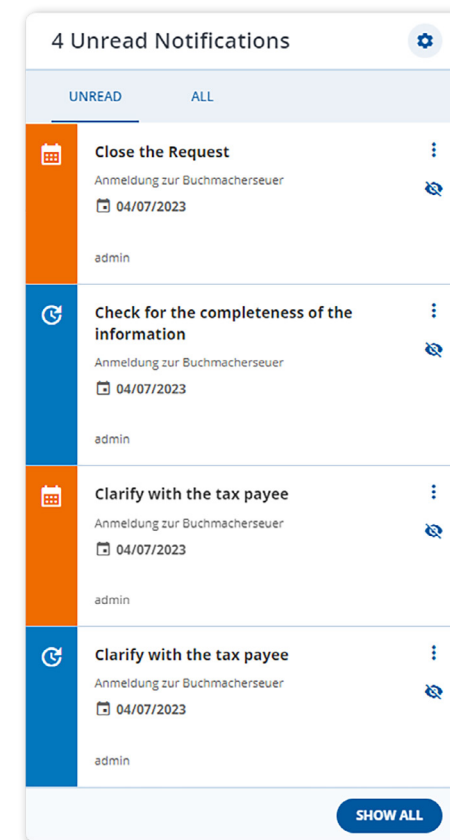 4 Unread Notifications
UNREAD ALL
Close the Request
Anmeldung zur Buchmacherseuer
04/07/2023
admin
Check for the completeness of the
information
Anmeldung zur Buchmacherseuer
04/07/2023
admin
Clarify with the tax payee
Anmeldung zur Buchmacherseuer
04/07/2023
admin
Clarify with the tax payee
Anmeldung zur Buchmacherseuer
04/07/2023
admin
SHOW ALL